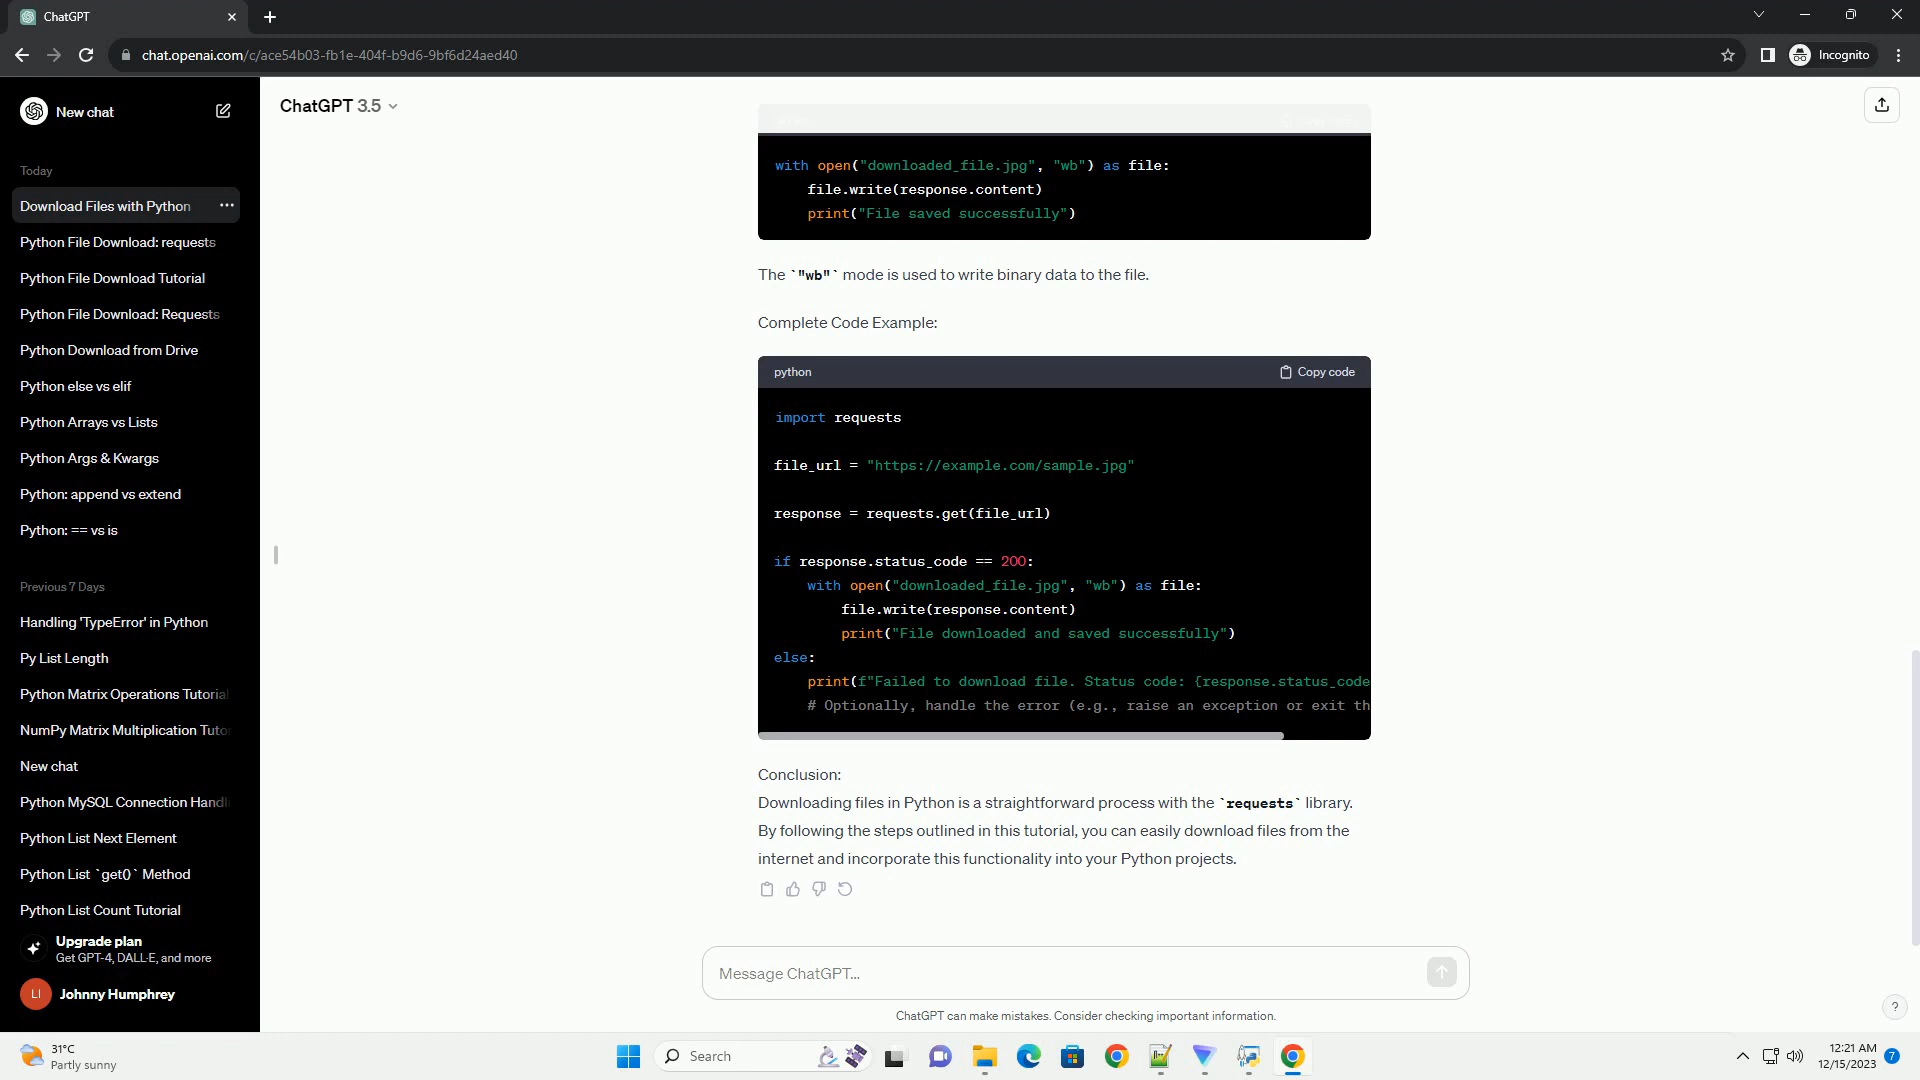 ChatGPT
chat.openai.com/c/ace54b03-fb1e-404f-b9d6-9bf6d24aed40
Incognito
New chat
Today
Download Files with Python
Python File Download: requests
Python File Download Tutorial
Python File Download: Requests
Python Download from Drive
Python else vs elif
Python Arrays vs Lists
Python Args & Kwargs
Python: append vs extend
Python: == vs is
Previous 7 Days
Handling 'TypeError' in Python
Py List Length
Python Matrix Operations Tutorial
NumPy Matrix Multiplication Tuto
New chat
Python MySQL Connection Handli
Python List Next Element
Python List `get()` Method
Python List Count Tutorial
Upgrade plan
Get GPT-4, DALL·E, and more
LI
Johnny Humphrey
ChatGPT 3.5
with open("downloaded_file.jpg", "wb") as file:
file.write(response.content)
print("File saved successfully")
The `"wb"` mode is used to write binary data to the file.
Complete Code Example:
python
Copy code
import requests
file_url = "https://example.com/sample.jpg"
response = requests.get(file_url)
if response.status_code == 200:
with open("downloaded_file.jpg", "wb") as file:
file.write(response.content)
print("File downloaded and saved successfully")
else:
print(f"Failed to download file. Status code: {response.status_code
# Optionally, handle the error (e.g., raise an exception or exit th
Conclusion:
Downloading files in Python is a straightforward process with the `requests` library.
By following the steps outlined in this tutorial, you can easily download files from the
internet and incorporate this functionality into your Python projects.
Message ChatGPT...
ChatGPT can make mistakes. Consider checking important information.
?
31°C
Partly sunny
Search
12:21 AM
12/15/2023
7